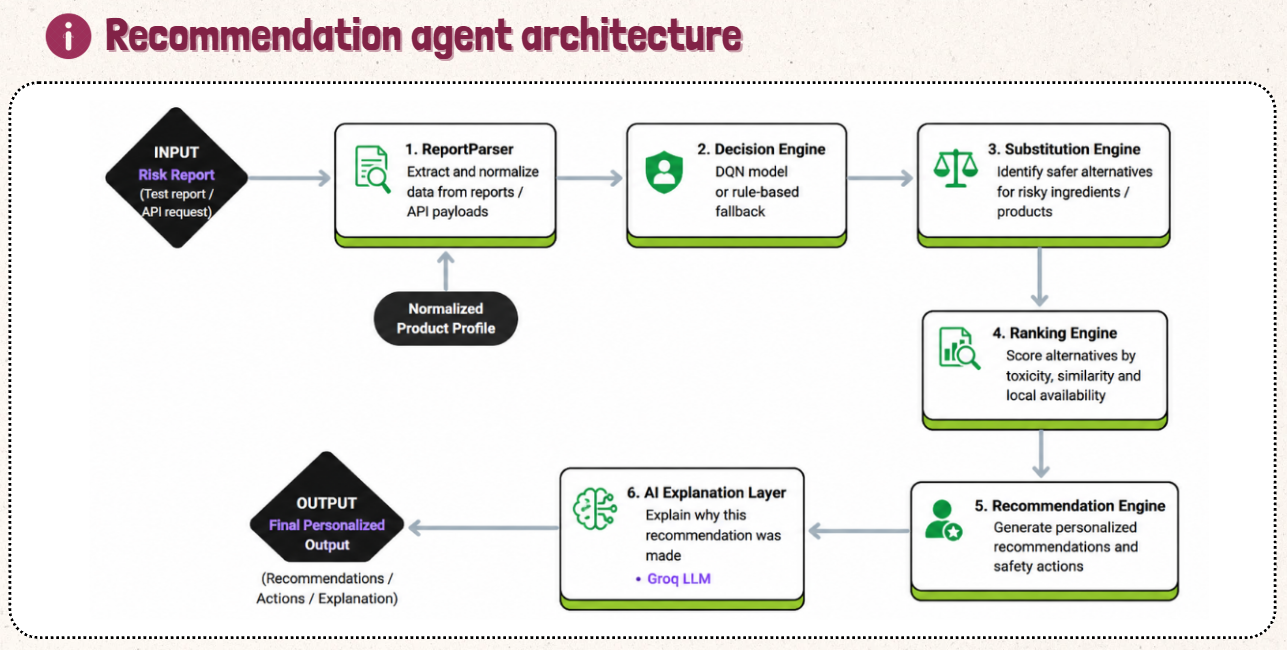 Recommendation agent architecture
INPUT
Risk Report
(Test report /
API request)
1. ReportParser
Extract and normalize
data from reports /
API payloads
2. Decision Engine
DQN model
or rule-based
fallback
3. Substitution Engine
Identify safer alternatives
for risky ingredients /
products
Normalized
Product Profile
4. Ranking Engine
Score alternatives by
toxicity, similarity and
local availability
5. Recommendation Engine
Generate personalized
recommendations and
safety actions
6. AI Explanation Layer
Explain why this
recommendation was
made
• Groq LLM
OUTPUT
Final Personalized
Output
(Recommendations /
Actions / Explanation)